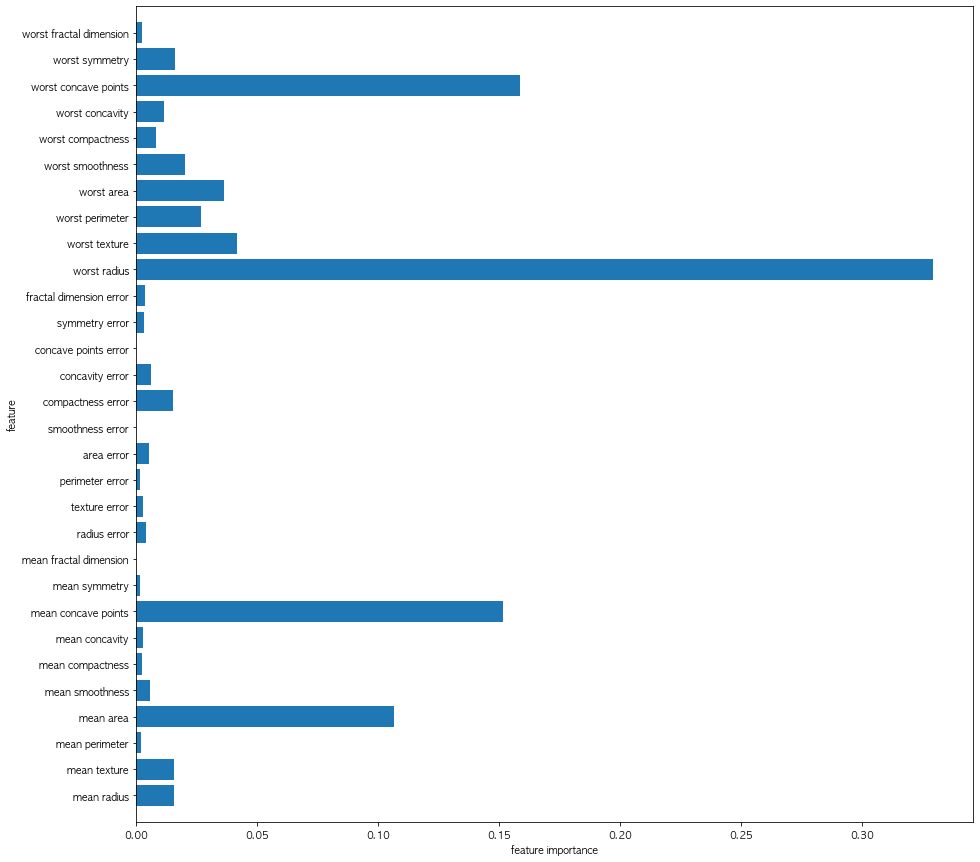 worst fractal dimension
worst symmetry
worst concave points
worst concavity
worst compactness
worst smoothness
worst area
worst perimeter
worst texture
worst radius
fractal dimension error
symmetry error
concave points error
concavity error
compactness error
smoothness error
area error
perimeter error
texture error
radius error
mean fractal dimension
mean symmetry
mean concave points
mean concavity
mean compactness
mean smoothness
mean area
mean perimeter
mean texture
mean radius
feature
0.00 0.05 0.10 0.15 0.20 0.25 0.30
feature importance